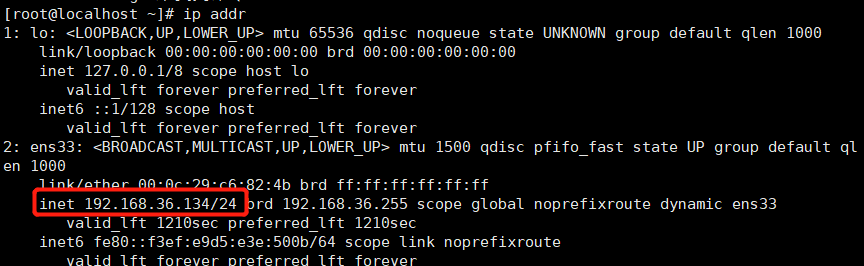 [root@localhost ~]# ip addr
1: lo: <LOOPBACK,UP,LOWER_UP> mtu 65536 qdisc noqueue state UNKNOWN group default qlen 1000
link/loopback 00:00:00:00:00:00 brd 00:00:00:00:00:00
inet 127.0.0.1/8 scope host lo
valid_lft forever preferred_lft forever
inet6 ::1/128 scope host
valid_lft forever preferred_lft forever
2: ens33: <BROADCAST,MULTICAST,UP,LOWER_UP> mtu 1500 qdisc pfifo_fast state UP group default ql
en 1000
link/ether 00:0c:29:c6:82:4b brd ff:ff:ff:ff:ff:ff
inet 192.168.36.134/24 brd 192.168.36.255 scope global noprefixroute dynamic ens33
valid_lft 1210sec preferred_lft 1210sec
inet6 fe80::f3ef:e9d5:e3e:500b/64 scope link noprefixroute
valid_lft forever preferred_lft forever